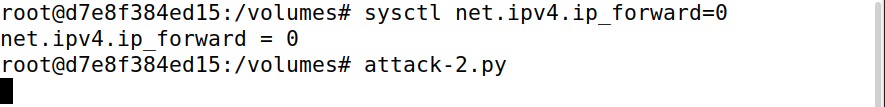 root@d7e8f384ed15:/volumes# sysctl net.ipv4.ip_forward=0
net.ipv4.ip_forward = 0
root@d7e8f384ed15:/volumes# attack-2.py